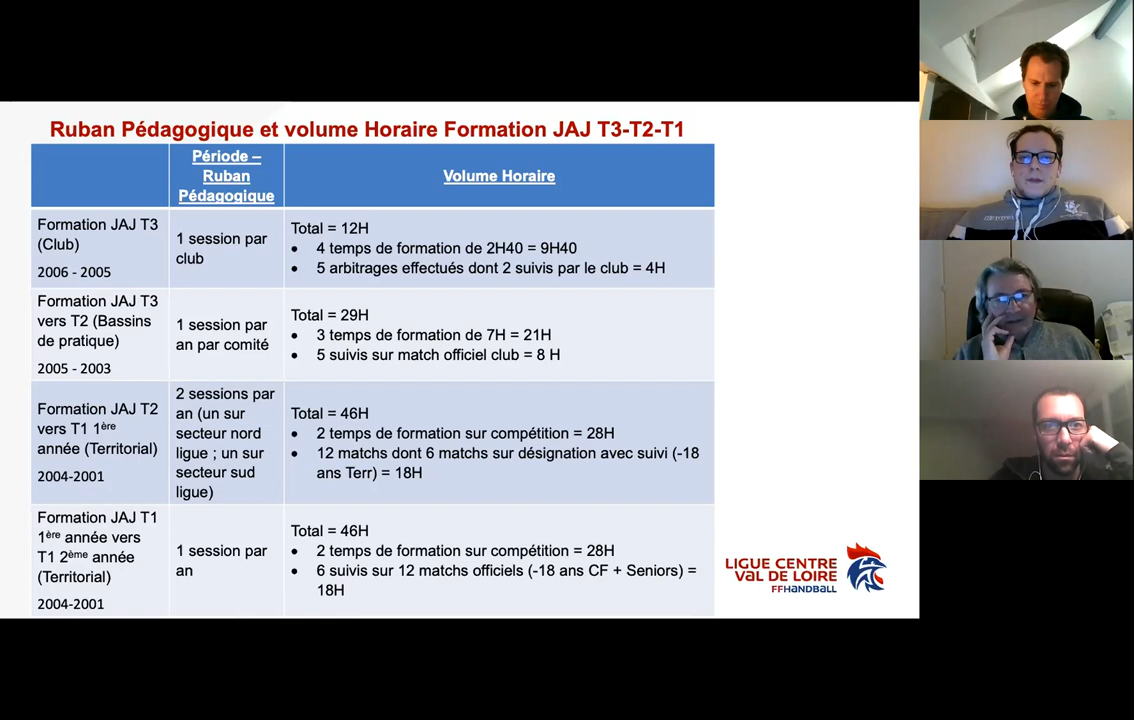 Ruban Pédagogique et volume Horaire Formation JAJ T3-T2-T1
Période –
Ruban
Pédagogique
Volume Horaire
Formation JAJ T3
(Club)
2006 - 2005
1 session par
club
Total = 12H
• 4 temps de formation de 2H40 = 9H40
• 5 arbitrages effectués dont 2 suivis par le club = 4H
Formation JAJ T3
vers T2 (Bassins
de pratique)
2005 - 2003
1 session par
an par comité
Total = 29H
• 3 temps de formation de 7H = 21H
• 5 suivis sur match officiel club = 8 H
Formation JAJ T2
vers T1 1ère
année (Territorial)
2004-2001
2 sessions par
an (un sur
secteur nord
ligue ; un sur
secteur sud
ligue)
Total = 46H
• 2 temps de formation sur compétition = 28H
• 12 matchs dont 6 matchs sur désignation avec suivi (-18
ans Terr) = 18H
Formation JAJ T1
1ère année vers
T1 2ème année
(Territorial)
2004-2001
1 session par
an
Total = 46H
• 2 temps de formation sur compétition = 28H
• 6 suivis sur 12 matchs officiels (-18 ans CF + Seniors) =
18H
LIGUE CENTRE
VAL DE LOIRE
FFHANDBALL